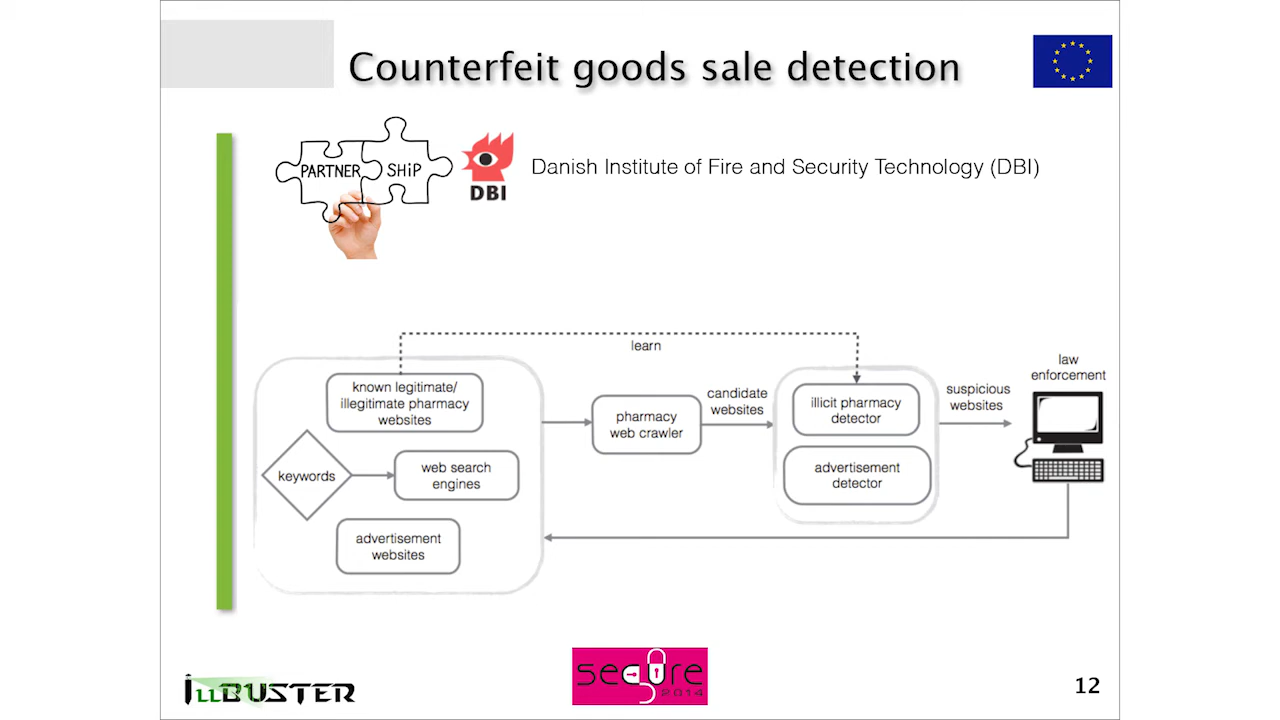 Counterfeit goods sale detection
PARTNER
SHiP
DBI
Danish Institute of Fire and Security Technology (DBI)
learn
known legitimate/
illegitimate pharmacy
websites
keywords
web search
engines
advertisement
websites
pharmacy
web crawler
candidate
websites
illicit pharmacy
detector
advertisement
detector
suspicious
websites
law
enforcement
ILLBUSTER
secure
2014
12